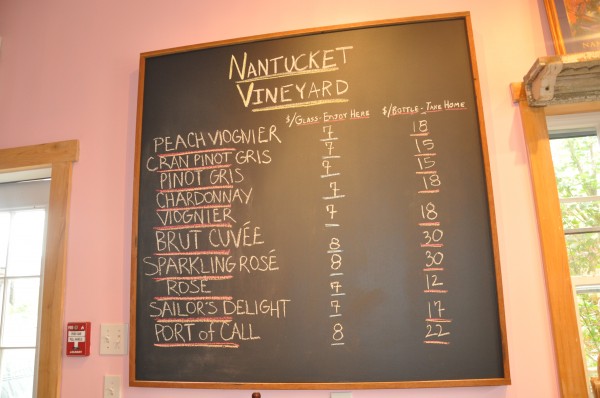 NANTUCKET
VINEYARD
$/GLASS-ENJOY HERE $/BOTTLE-TAKE HOME
PEACH VIOGNIER 7 18
CRAN PINOT GRIS 7 15
PINOT GRIS 7 15
CHARDONNAY 7 18
VIOGNIER 7 18
BRUT CUVÉE 8 30
SPARKLING ROSÉ 8 30
ROSÉ 7 12
SAILOR'S DELIGHT 7 17
PORT of CALL 8 22